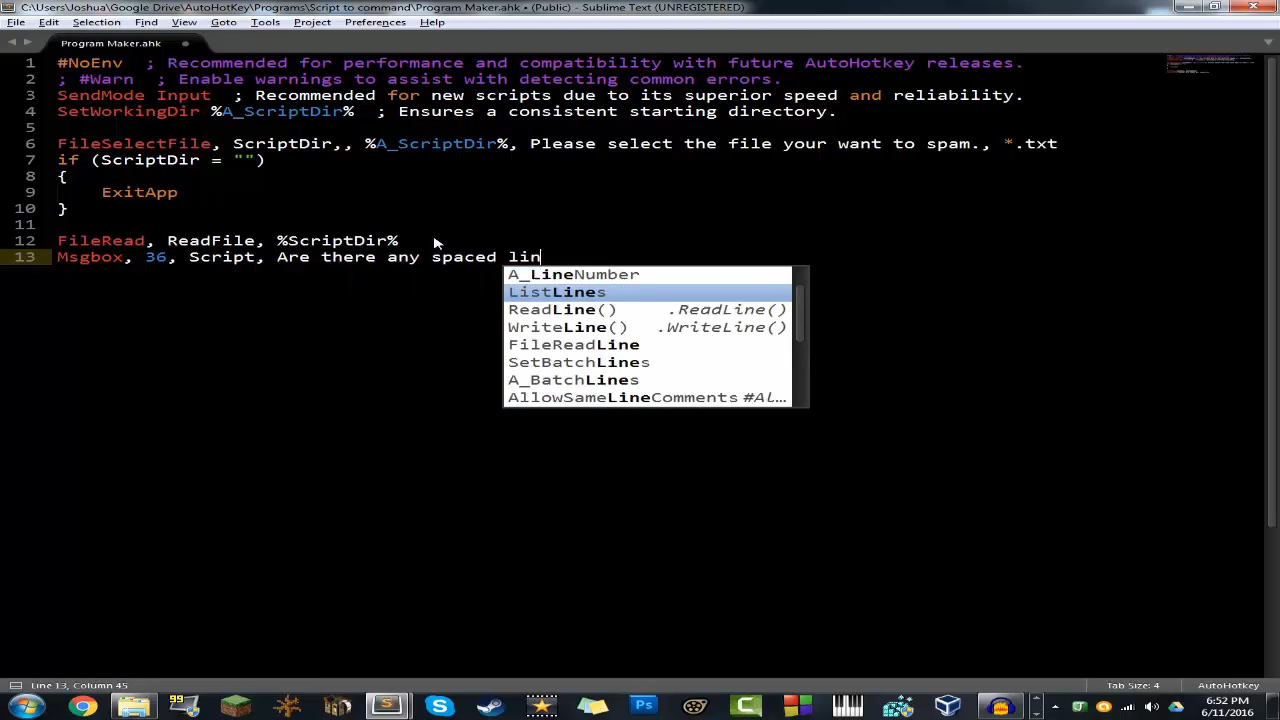 C:\Users\Joshua\Google Drive\AutoHotKey\Programs\Script to command\Program Maker.ahk • (Public) - Sublime Text (UNREGISTERED)
File Edit Selection Find View Goto Tools Project Preferences Help
Program Maker.ahk
1 #NoEnv ; Recommended for performance and compatibility with future AutoHotkey releases.
2 ; #Warn ; Enable warnings to assist with detecting common errors.
3 SendMode Input ; Recommended for new scripts due to its superior speed and reliability.
4 SetWorkingDir %A_ScriptDir% ; Ensures a consistent starting directory.
5
6 FileSelectFile, ScriptDir,, %A_ScriptDir%, Please select the file your want to spam., *.txt
7 if (ScriptDir = "")
8 {
9 ExitApp
10 }
11
12 FileRead, ReadFile, %ScriptDir%
13 Msgbox, 36, Script, Are there any spaced lin
A_LineNumber
ListLines
ReadLine() .ReadLine()
WriteLine() .WriteLine()
FileReadLine
SetBatchLines
A_BatchLines
AllowSameLineComments #Al…
Line 13, Column 45 Tab Size: 4 AutoHotkey
99 S Ps C 6:52 PM
6/11/2016